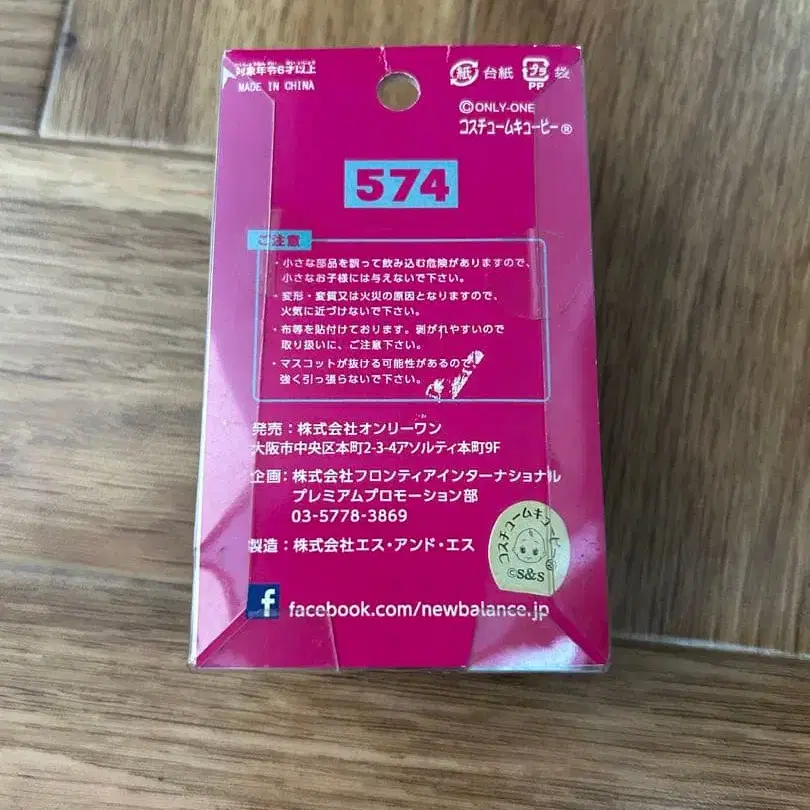 対象年令6才以上
MADE IN CHINA
紙 台紙 プラ 袋
PP
©ONLY-ONE
コスチュームキューピー®
574
ご注意
・小さな部品を誤って飲み込む危険がありますので、
小さなお子様には与えないで下さい。
・変形・変質又は火災の原因となりますので、
火気に近づけないで下さい。
・布等を貼付けております。剥がれやすいので
取り扱いに、ご注意下さい。
・マスコットが抜ける可能性があるので
強く引っ張らないで下さい。
発売：株式会社オンリーワン
大阪市中央区本町2-3-4アソルティ本町9F
企画：株式会社フロンティアインターナショナル
プレミアムプロモーション部
03-5778-3869
製造：株式会社エス・アンド・エス
コスチュームキューピー
©S&S
f facebook.com/newbalance.jp